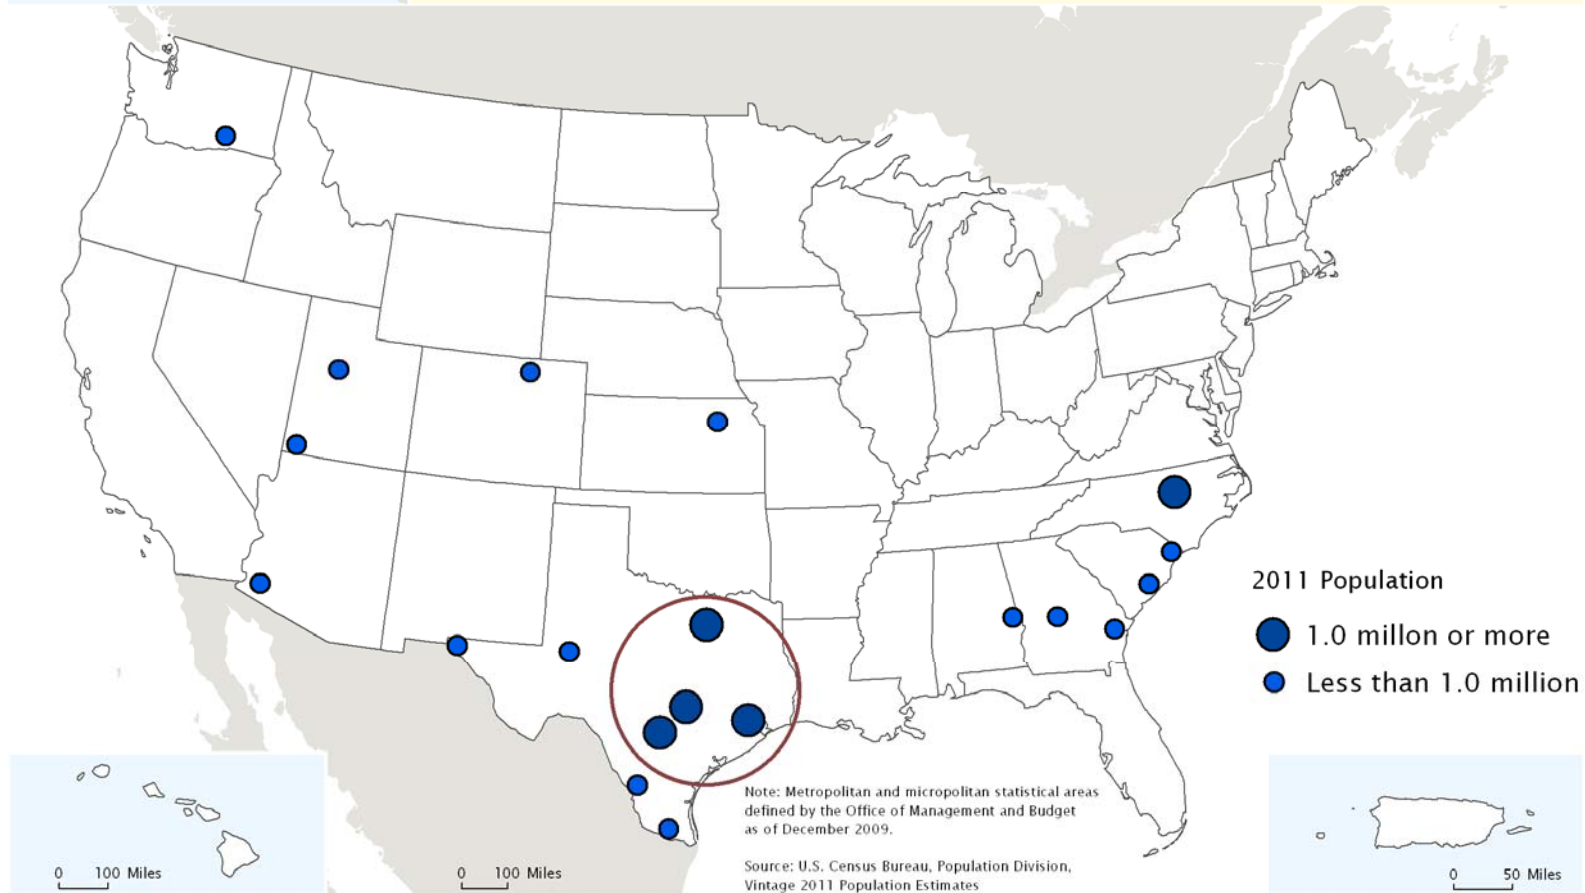 2011 Population
1.0 millon or more
Less than 1.0 million
Note: Metropolitan and micropolitan statistical areas
defined by the Office of Management and Budget
as of December 2009.
Source: U.S. Census Bureau, Population Division,
Vintage 2011 Population Estimates
0 100 Miles
0 100 Miles
0 50 Miles